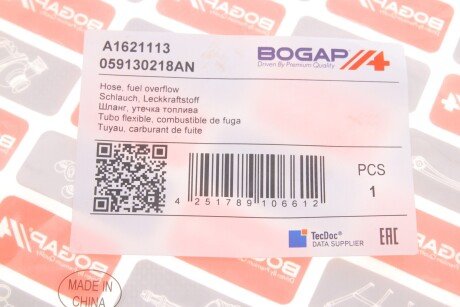 A1621113
059130218AN
BOGAP
Driven By Premium Quality
Hose, fuel overflow
Schlauch, Leckkraftstoff
Шланг, утечка топлива
Tubo flexible, combustible de fuga
Tuyau, carburant de fuite
PCS
1
4 251789 106612
TecDoc
DATA SUPPLIER
EAC
BOGAP
MADE IN
CHINA